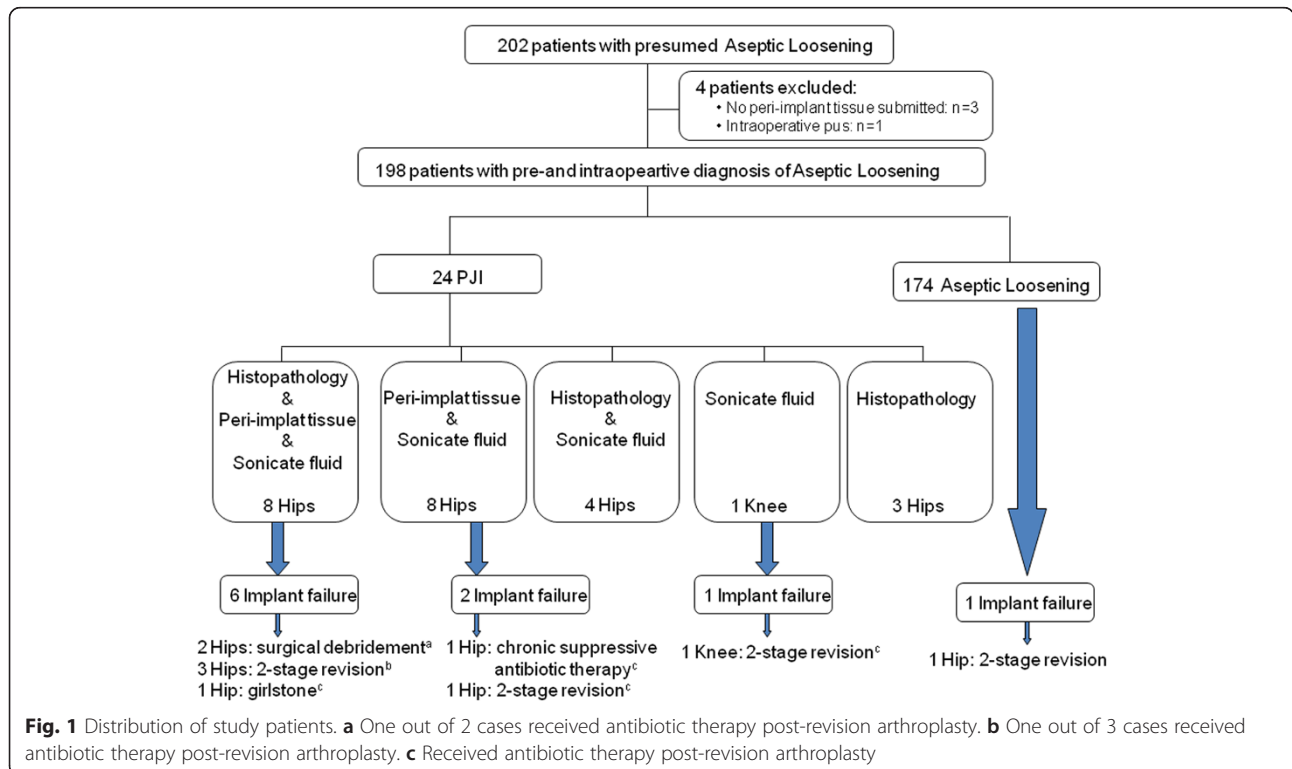 202 patients with presumed Aseptic Loosening
4 patients excluded:
• No peri-implant tissue submitted: n=3
• Intraoperative pus: n=1
198 patients with pre-and intraopeartive diagnosis of Aseptic Loosening
24 PJI
174 Aseptic Loosening
Histopathology
&
Peri-implat tissue
&
Sonicate fluid
8 Hips
Peri-implat tissue
&
Sonicate fluid
8 Hips
Histopathology
&
Sonicate fluid
4 Hips
Sonicate fluid
1 Knee
Histopathology
3 Hips
6 Implant failure
2 Hips: surgical debridementᵃ
3 Hips: 2-stage revisionᵇ
1 Hip: girlstoneᶜ
2 Implant failure
1 Hip: chronic suppressive
antibiotic therapyᶜ
1 Hip: 2-stage revisionᶜ
1 Implant failure
1 Knee: 2-stage revisionᶜ
1 Implant failure
1 Hip: 2-stage revision
Fig. 1 Distribution of study patients. a One out of 2 cases received antibiotic therapy post-revision arthroplasty. b One out of 3 cases received
antibiotic therapy post-revision arthroplasty. c Received antibiotic therapy post-revision arthroplasty